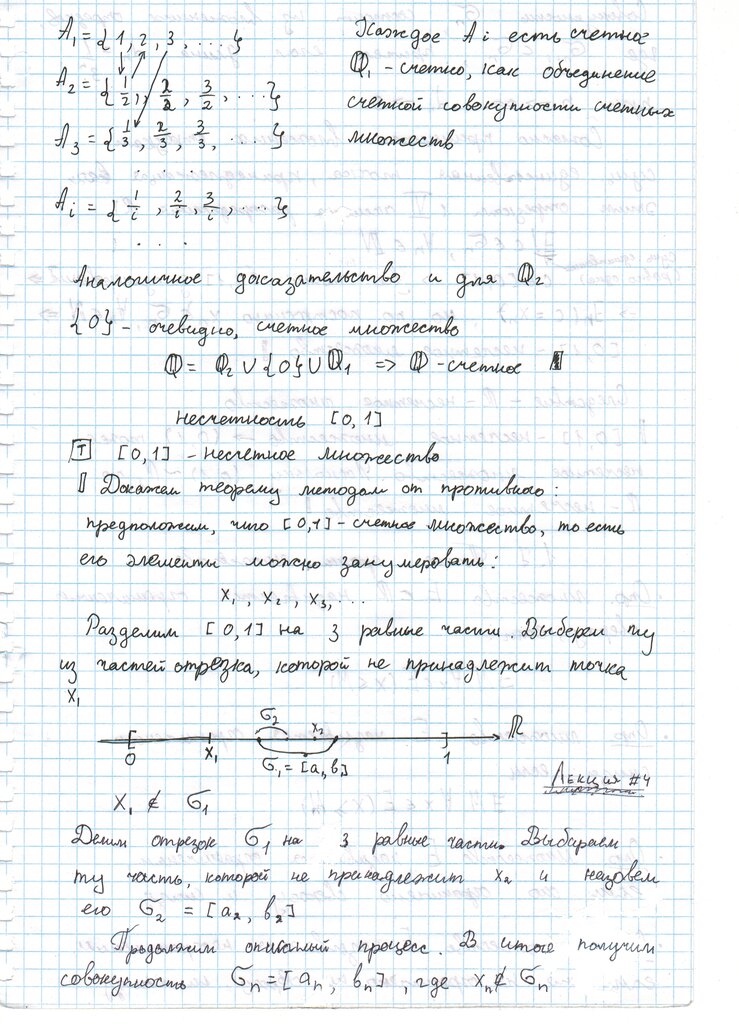 A₁ = {1, 2, 3, ....}
Каждое Ai есть счетно
A₂ = {1/2, 2/2, 3/2, ...}
ℚ₁ - счетно, как объединение
счетной совокупности счетных
A₃ = {1/3, 2/3, 3/3, ....}
множеств
. . .
Ai = {1/i, 2/i, 3/i, ....}
. . . .
Аналогичное доказательство и для ℚ₂
{0} - очевидно, счетное множество
ℚ = ℚ₂ ∪ {0} ∪ ℚ₁ => ℚ - счетное ▮
Несчетность [0, 1]
T [0, 1] - несчетное множество
▯ Докажем теорему методом от противного:
предположим, что [0,1] - счетное множество, то есть
его элементы можно занумеровать:
x₁, x₂, x₃, ...
Разделим [0,1] на 3 равные части. Выберем ту
из частей отрезка, которой не принадлежит точка
x₁
σ₂ x₂ ℝ
0 x₁ σ₁ = [a₁, b₁] 1
Лекция #4
x₁ ∉ σ₁
Делим отрезок σ₁ на 3 равные части. Выбираем
ту часть, которой не принадлежит x₂ и назовем
его σ₂ = [a₂, b₂]
Продолжим описаный процесс. В итоге получим
совокупность σn = [an, bn], где xn ∉ σn